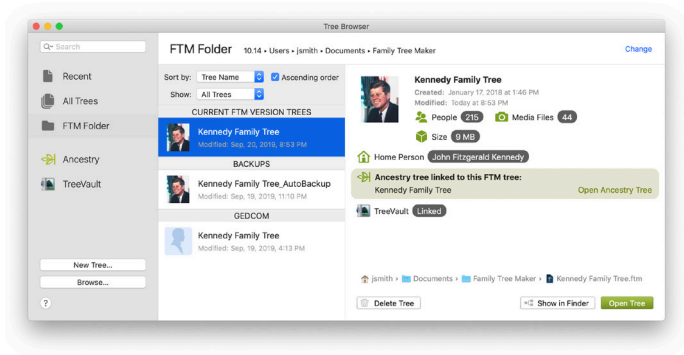 Tree Browser
Search
FTM Folder 10.14 • Users • jsmith • Documents • Family Tree Maker
Change
Recent
All Trees
FTM Folder
Ancestry
TreeVault
New Tree...
Browse...
?
Sort by: Tree Name Ascending order
Show: All Trees
CURRENT FTM VERSION TREES
Kennedy Family Tree
Modified: Sep, 20, 2019, 8:53 PM
BACKUPS
Kennedy Family Tree_AutoBackup
Modified: Sep, 19, 2019, 11:10 PM
GEDCOM
Kennedy Family Tree
Modified: Sep, 19, 2019, 4:13 PM
Kennedy Family Tree
Created: January 17, 2018 at 1:46 PM
Modified: Today at 8:53 PM
People 215 Media Files 44
Size 9 MB
Home Person John Fitzgerald Kennedy
Ancestry tree linked to this FTM tree:
Kennedy Family Tree Open Ancestry Tree
TreeVault Linked
jsmith › Documents › Family Tree Maker › Kennedy Family Tree.ftm
Delete Tree Show in Finder Open Tree